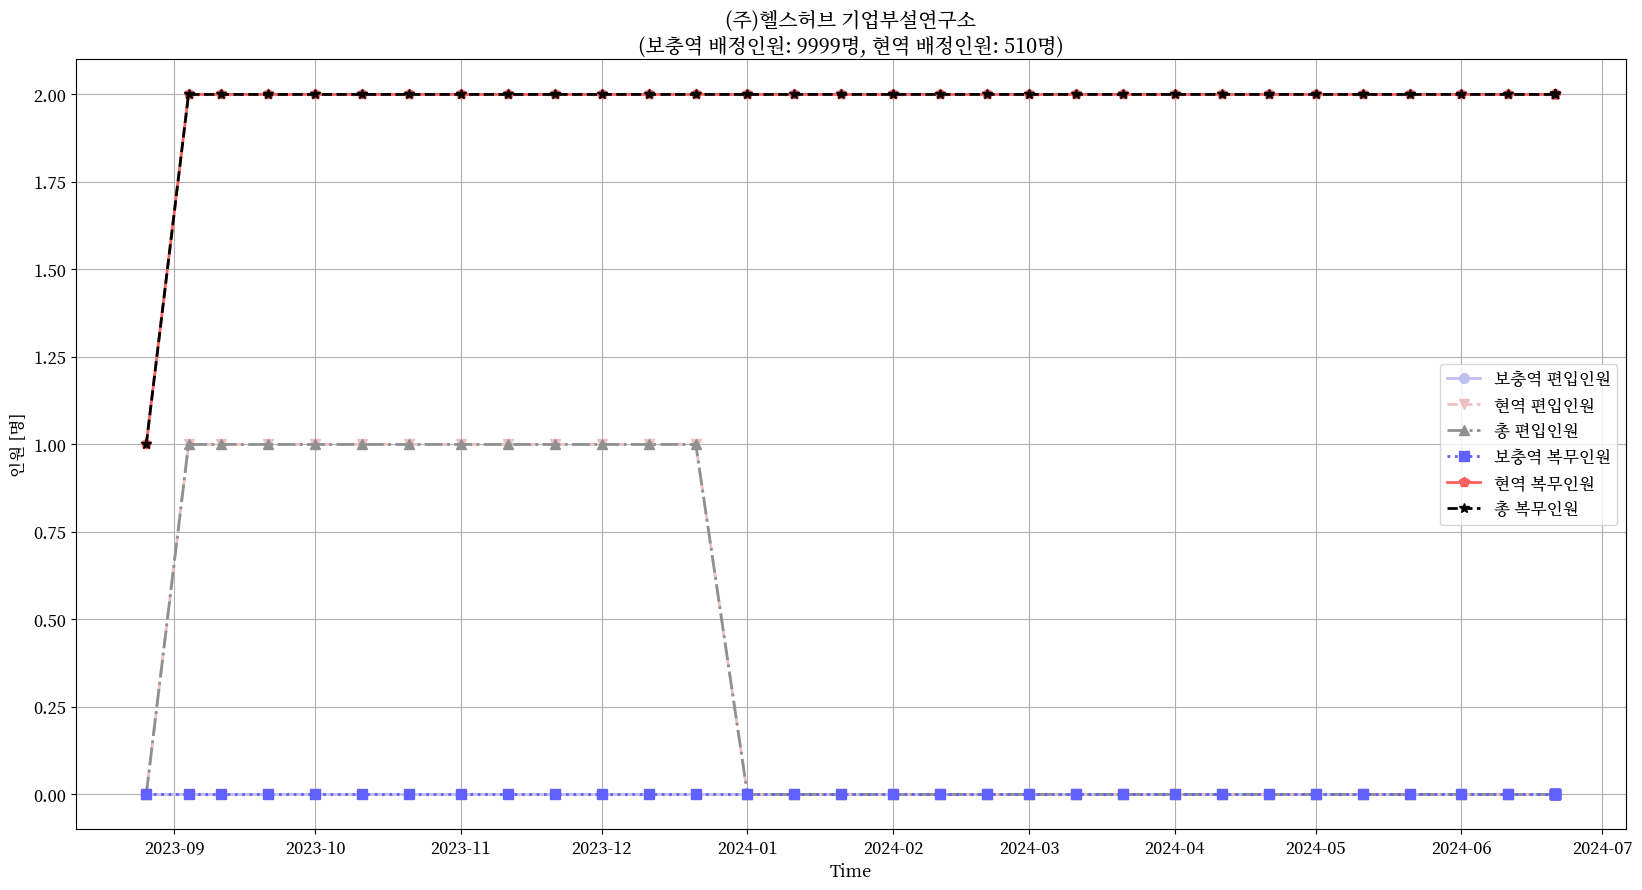 (주)헬스허브 기업부설연구소
(보충역 배정인원: 9999명, 현역 배정인원: 510명)
인원 [명]
2.00
1.75
1.50
1.25
1.00
0.75
0.50
0.25
0.00
보충역 편입인원
현역 편입인원
총 편입인원
보충역 복무인원
현역 복무인원
총 복무인원
2023-09 2023-10 2023-11 2023-12 2024-01 2024-02 2024-03 2024-04 2024-05 2024-06 2024-07
Time